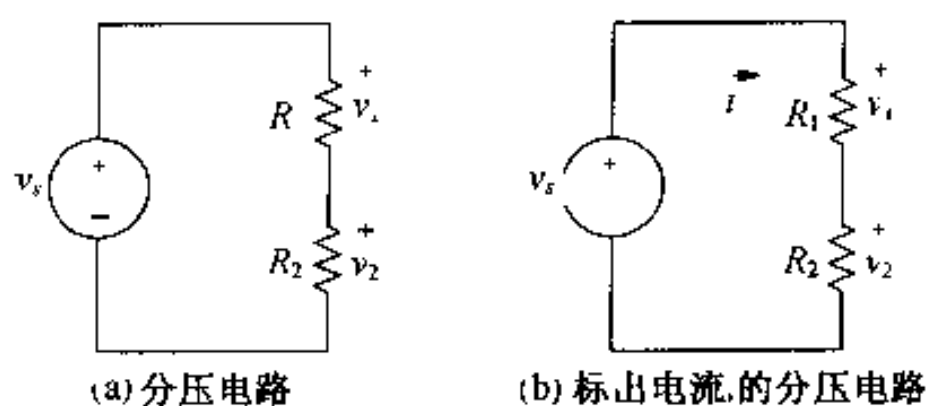 +
R
v₁
vₛ
+
−
R₂
+
v₂
(a) 分压电路
i
R₁
+
v₁
vₛ
+
R₂
+
v₂
(b) 标出电流的分压电路